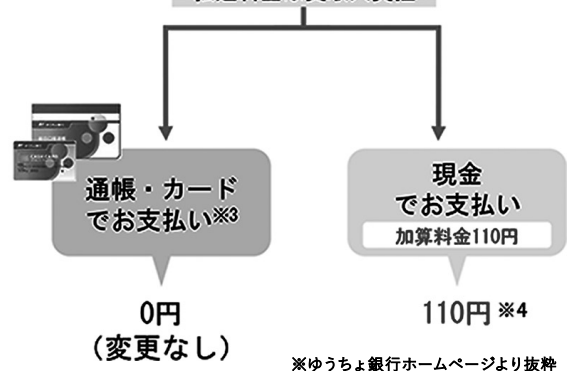 通帳・カード
でお支払い※3
現金
でお支払い
加算料金110円
0円
（変更なし）
110円 ※4
※ゆうちょ銀行ホームページより抜粋